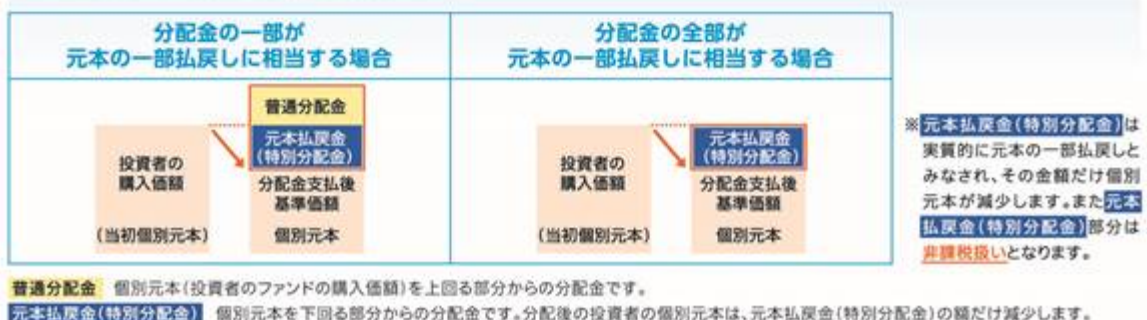 分配金の一部が
元本の一部払戻しに相当する場合
普通分配金
元本払戻金
(特別分配金)
投資者の
購入価額
分配金支払後
基準価額
(当初個別元本)
個別元本
分配金の全部が
元本の一部払戻しに相当する場合
元本払戻金
(特別分配金)
投資者の
購入価額
分配金支払後
基準価額
(当初個別元本)
個別元本
※元本払戻金(特別分配金)は
実質的に元本の一部払戻しと
みなされ、その金額だけ個別
元本が減少します。また元本
払戻金(特別分配金)部分は
非課税扱いとなります。
普通分配金 個別元本(投資者のファンドの購入価額)を上回る部分からの分配金です。
元本払戻金(特別分配金) 個別元本を下回る部分からの分配金です。分配後の投資者の個別元本は、元本払戻金(特別分配金)の額だけ減少します。